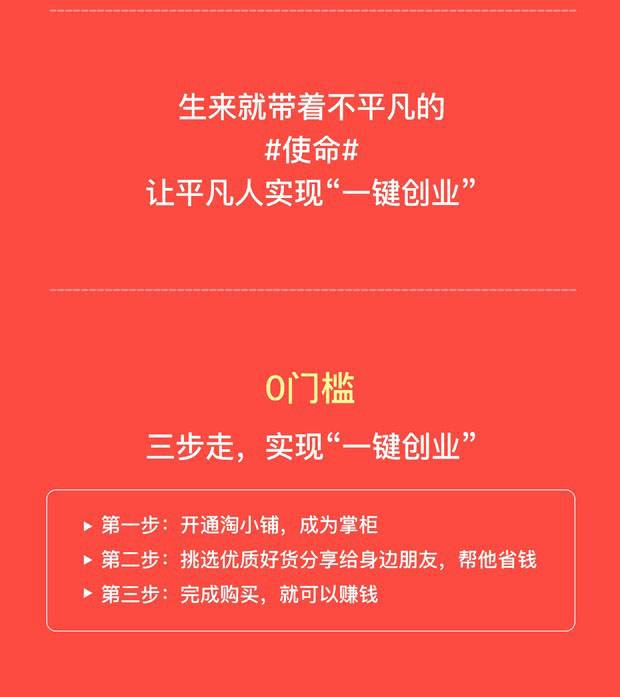 生来就带着不平凡的
#使命#
让平凡人实现“一键创业”
0门槛
三步走，实现“一键创业”
▶ 第一步：开通淘小铺，成为掌柜
▶ 第二步：挑选优质好货分享给身边朋友，帮他省钱
▶ 第三步：完成购买，就可以赚钱